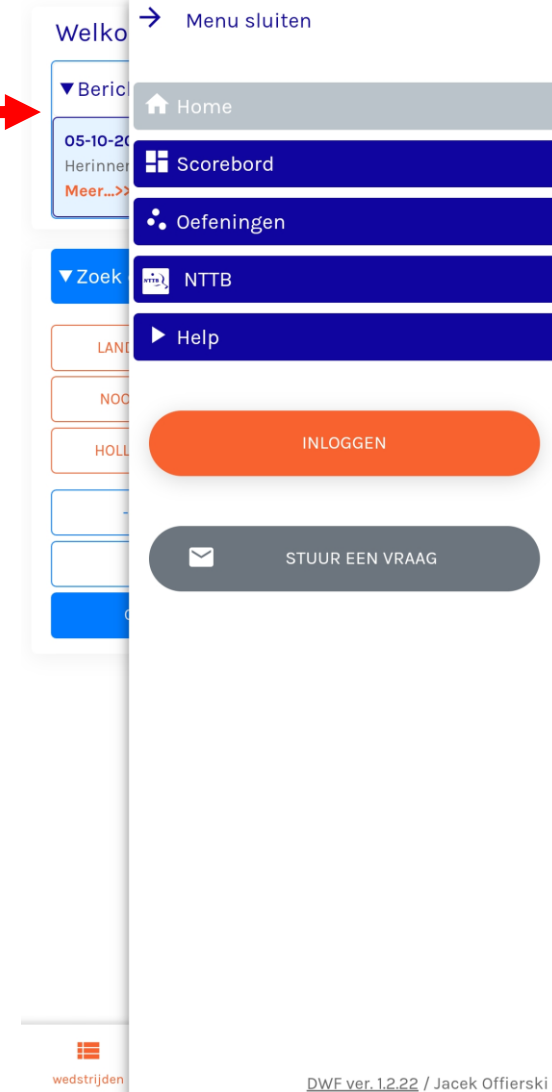 Welko
→ Menu sluiten
▼Beric
05-10-20
Herinner
Meer...>>
Home
Scorebord
Oefeningen
NTTB
Help
▼Zoek
LAND
NOO
HOLL
INLOGGEN
STUUR EEN VRAAG
wedstrijden
DWF ver. 1.2.22 / Jacek Offierski